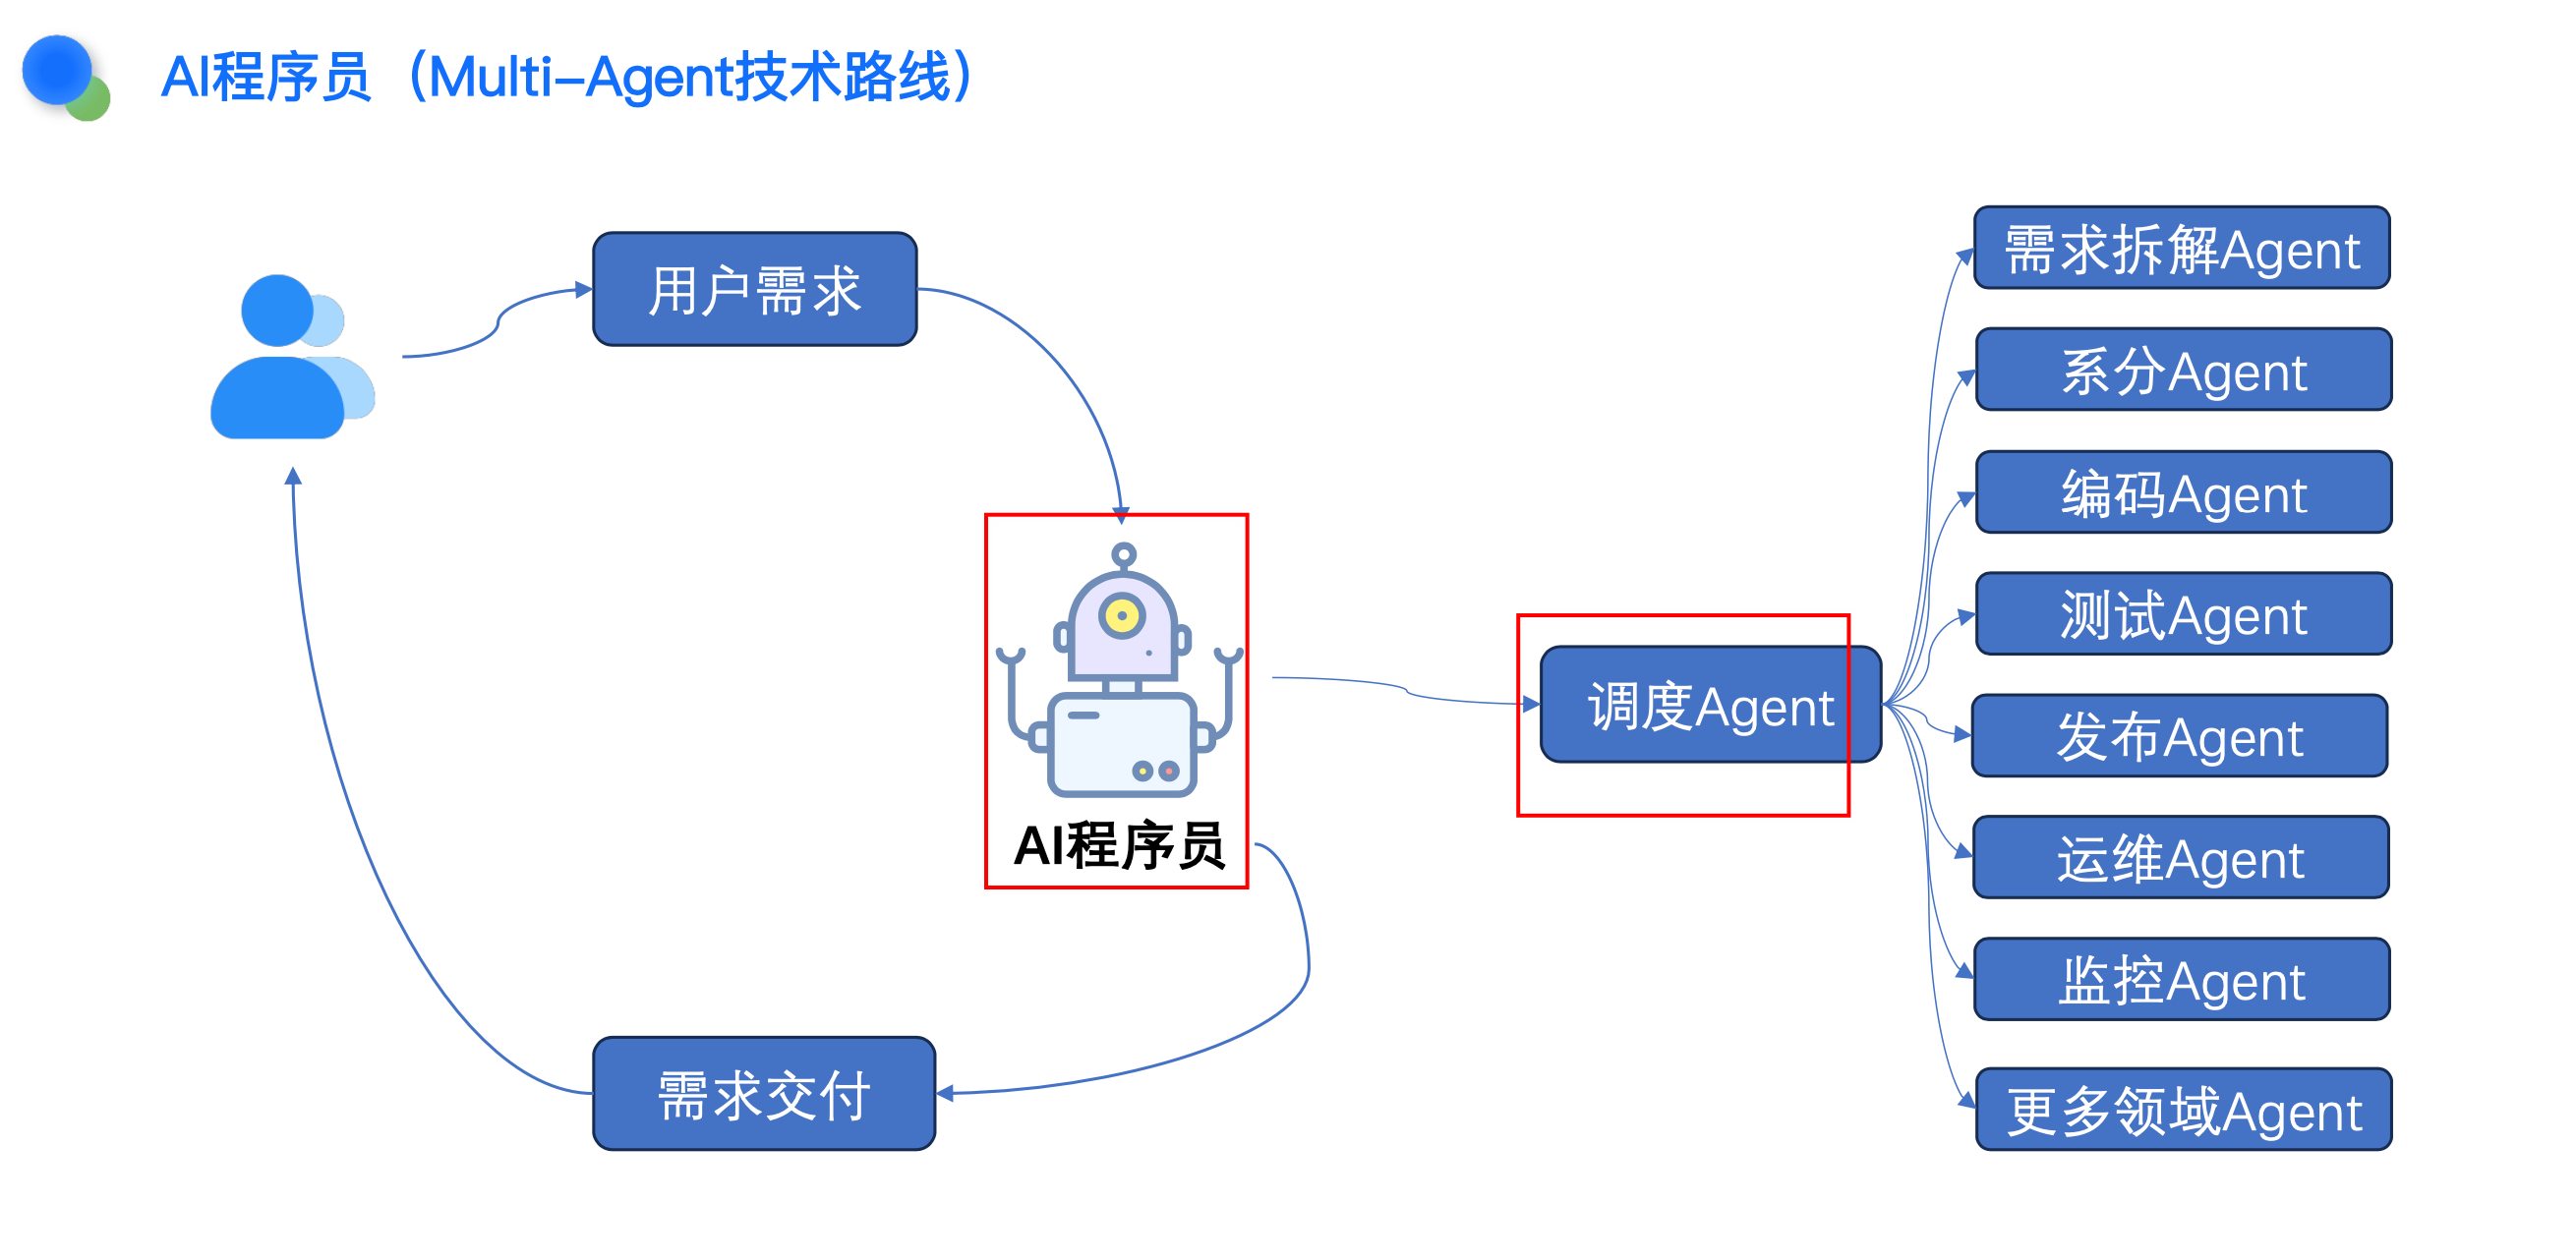 AI程序员（Multi-Agent技术路线）
用户需求
AI程序员
需求交付
调度Agent
需求拆解Agent
系分Agent
编码Agent
测试Agent
发布Agent
运维Agent
监控Agent
更多领域Agent